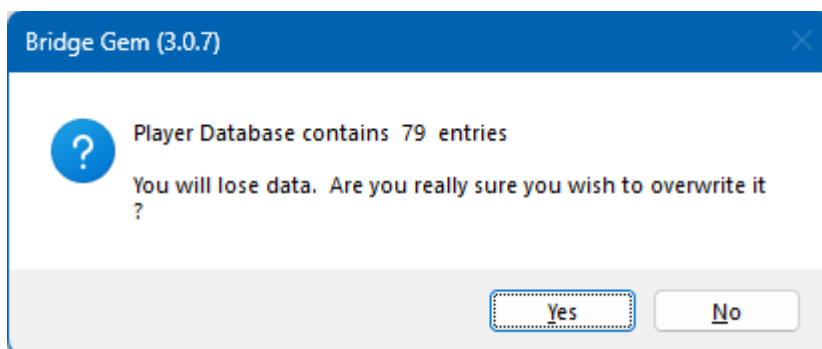 Bridge Gem (3.0.7)
Player Database contains  79  entries
You will lose data.  Are you really sure you wish to overwrite it
?
Yes
No